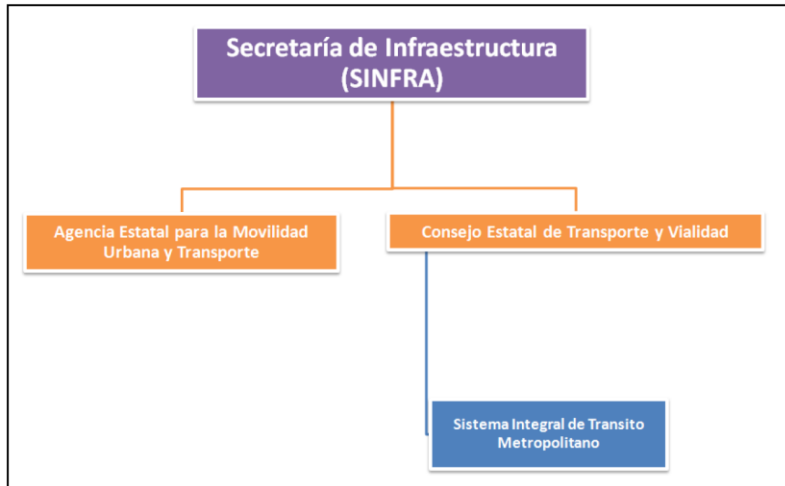 Secretaría de Infraestructura
(SINFRA)
Agencia Estatal para la Movilidad
Urbana y Transporte
Consejo Estatal de Transporte y Vialidad
Sistema Integral de Transito
Metropolitano